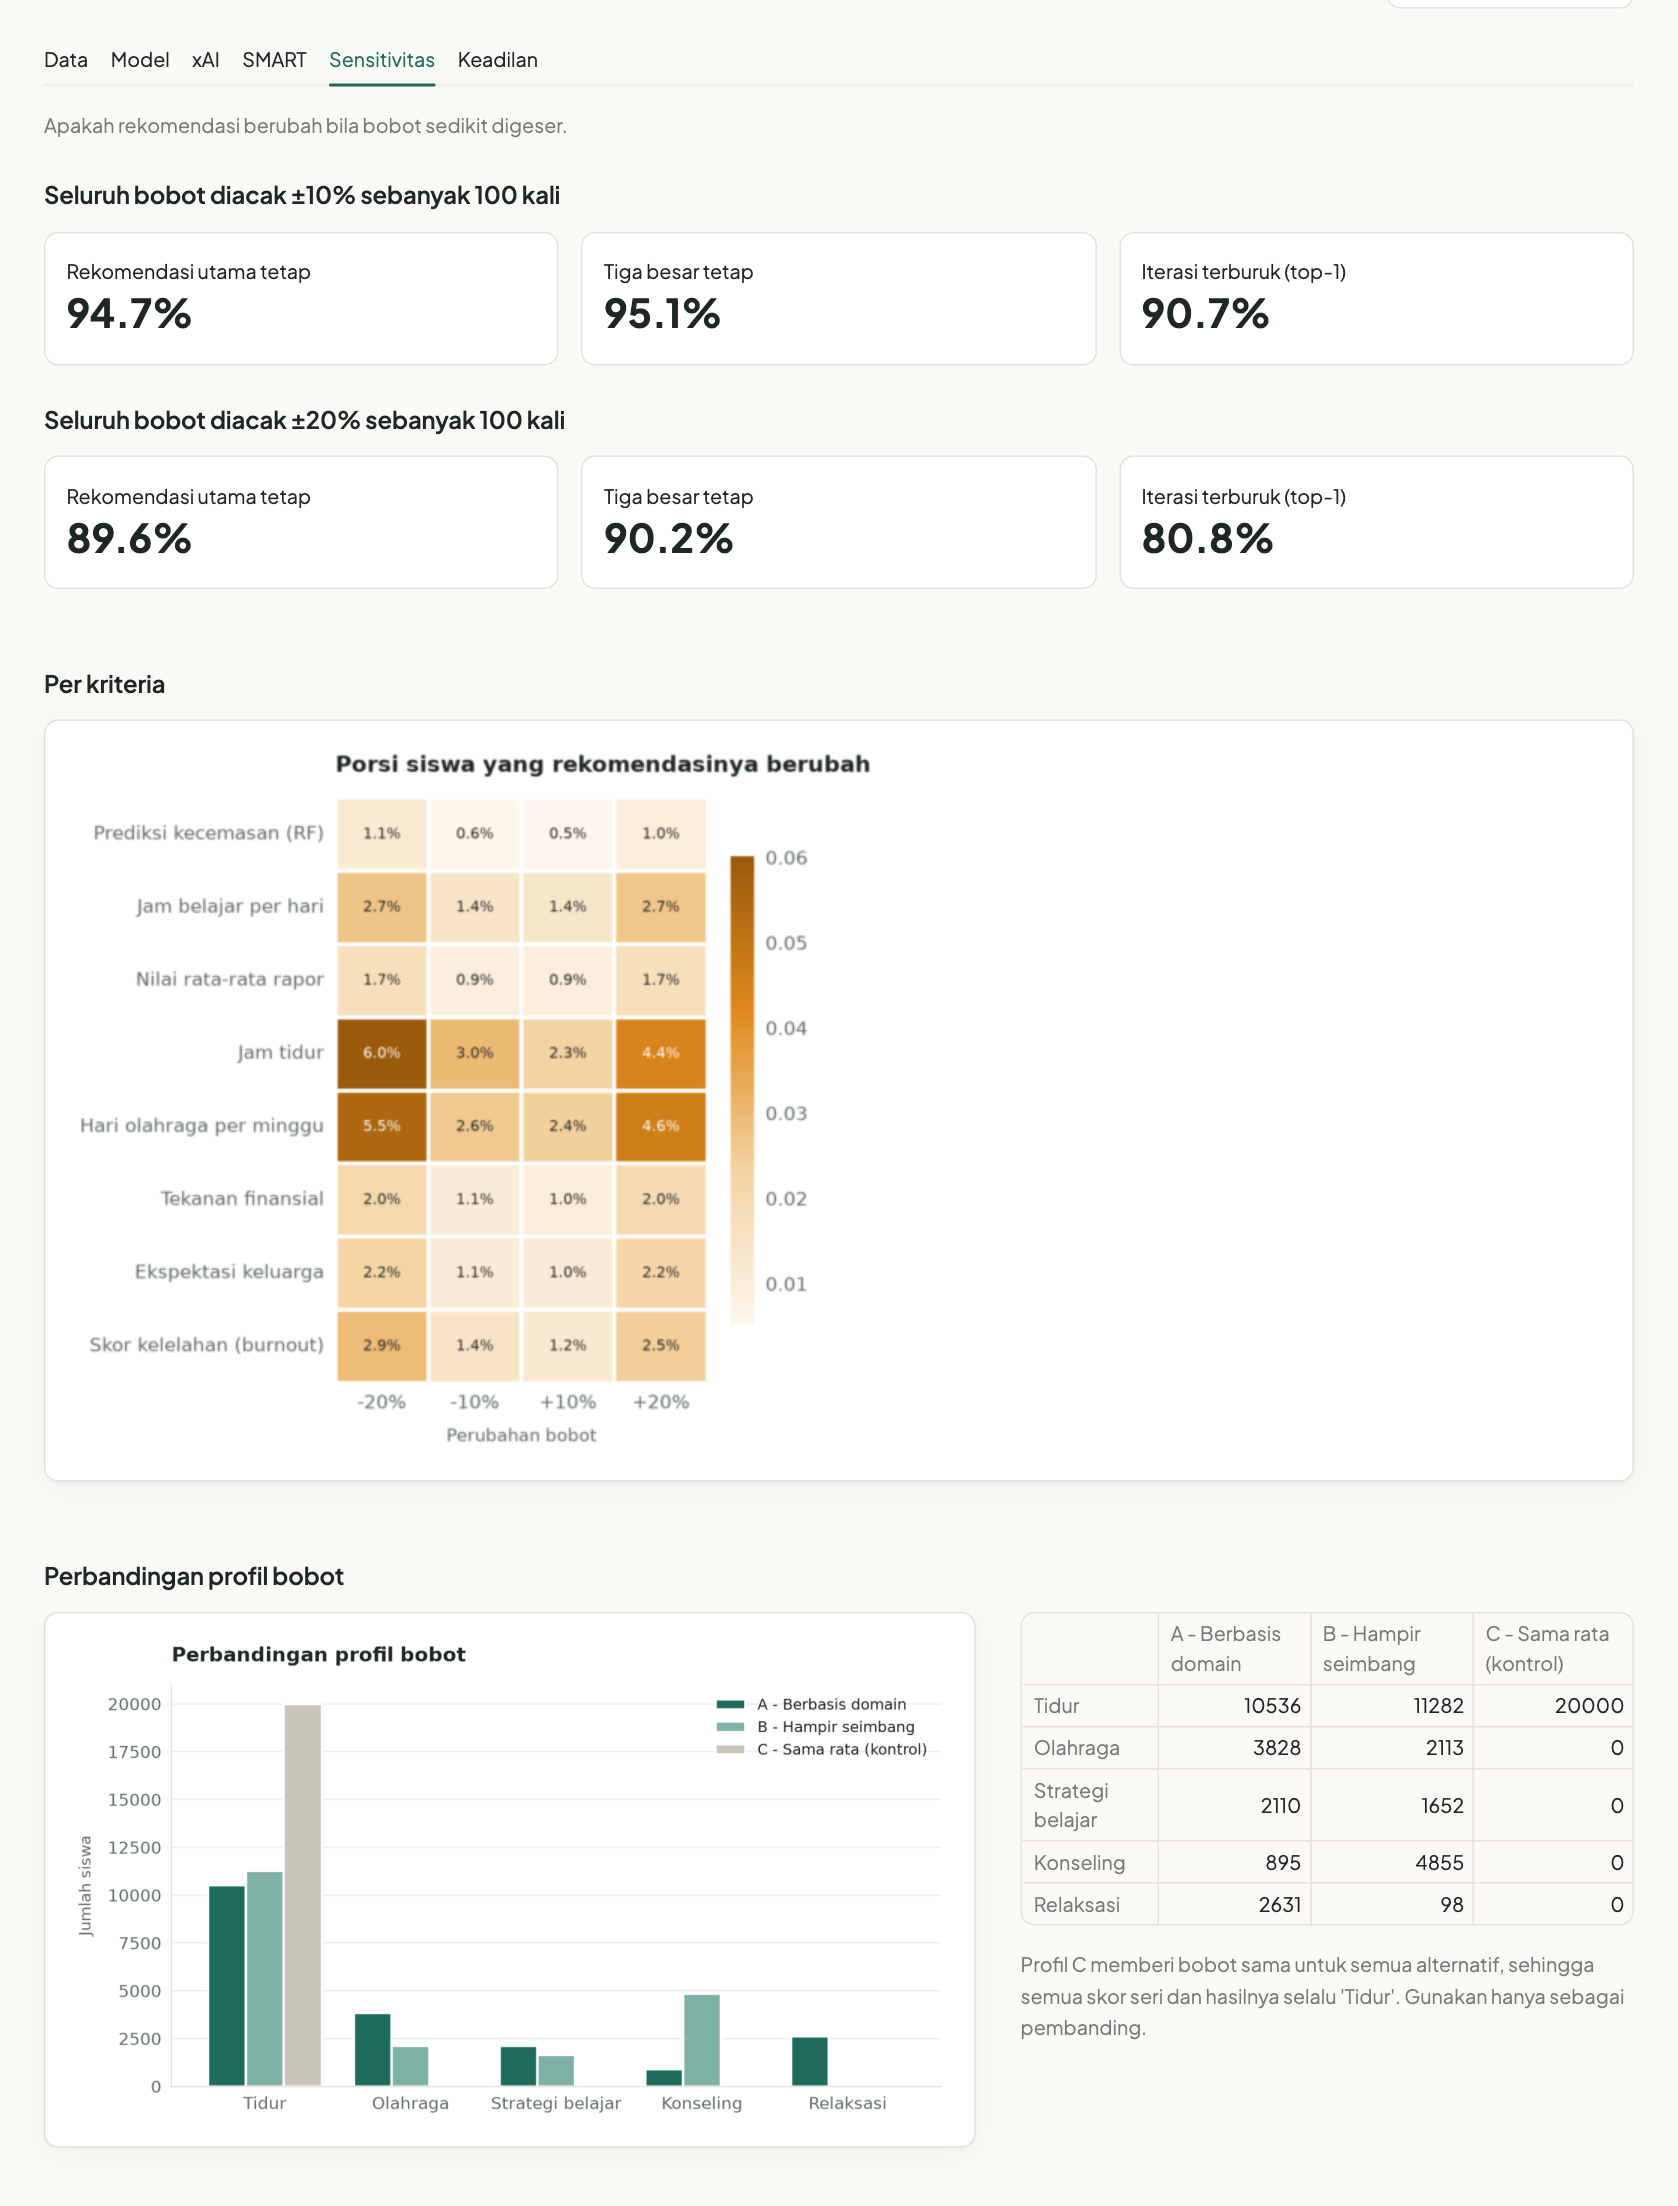 Data Model xAI SMART Sensitivitas Keadilan
Apakah rekomendasi berubah bila bobot sedikit digeser.
Seluruh bobot diacak ±10% sebanyak 100 kali
Rekomendasi utama tetap
94.7%
Tiga besar tetap
95.1%
Iterasi terburuk (top-1)
90.7%
Seluruh bobot diacak ±20% sebanyak 100 kali
Rekomendasi utama tetap
89.6%
Tiga besar tetap
90.2%
Iterasi terburuk (top-1)
80.8%
Per kriteria
Porsi siswa yang rekomendasinya berubah
Prediksi kecemasan (RF) 1.1% 0.6% 0.5% 1.0%
Jam belajar per hari 2.7% 1.4% 1.4% 2.7%
Nilai rata-rata rapor 1.7% 0.9% 0.9% 1.7%
Jam tidur 6.0% 3.0% 2.3% 4.4%
Hari olahraga per minggu 5.5% 2.6% 2.4% 4.6%
Tekanan finansial 2.0% 1.1% 1.0% 2.0%
Ekspektasi keluarga 2.2% 1.1% 1.0% 2.2%
Skor kelelahan (burnout) 2.9% 1.4% 1.2% 2.5%
-20% -10% +10% +20%
Perubahan bobot
0.06
0.05
0.04
0.03
0.02
0.01
Perbandingan profil bobot
Perbandingan profil bobot
A - Berbasis domain
B - Hampir seimbang
C - Sama rata (kontrol)
Jumlah siswa
20000
17500
15000
12500
10000
7500
5000
2500
0
Tidur Olahraga Strategi belajar Konseling Relaksasi
A - Berbasis domain
B - Hampir seimbang
C - Sama rata (kontrol)
Tidur 10536 11282 20000
Olahraga 3828 2113 0
Strategi belajar 2110 1652 0
Konseling 895 4855 0
Relaksasi 2631 98 0
Profil C memberi bobot sama untuk semua alternatif, sehingga
semua skor seri dan hasilnya selalu 'Tidur'. Gunakan hanya sebagai
pembanding.